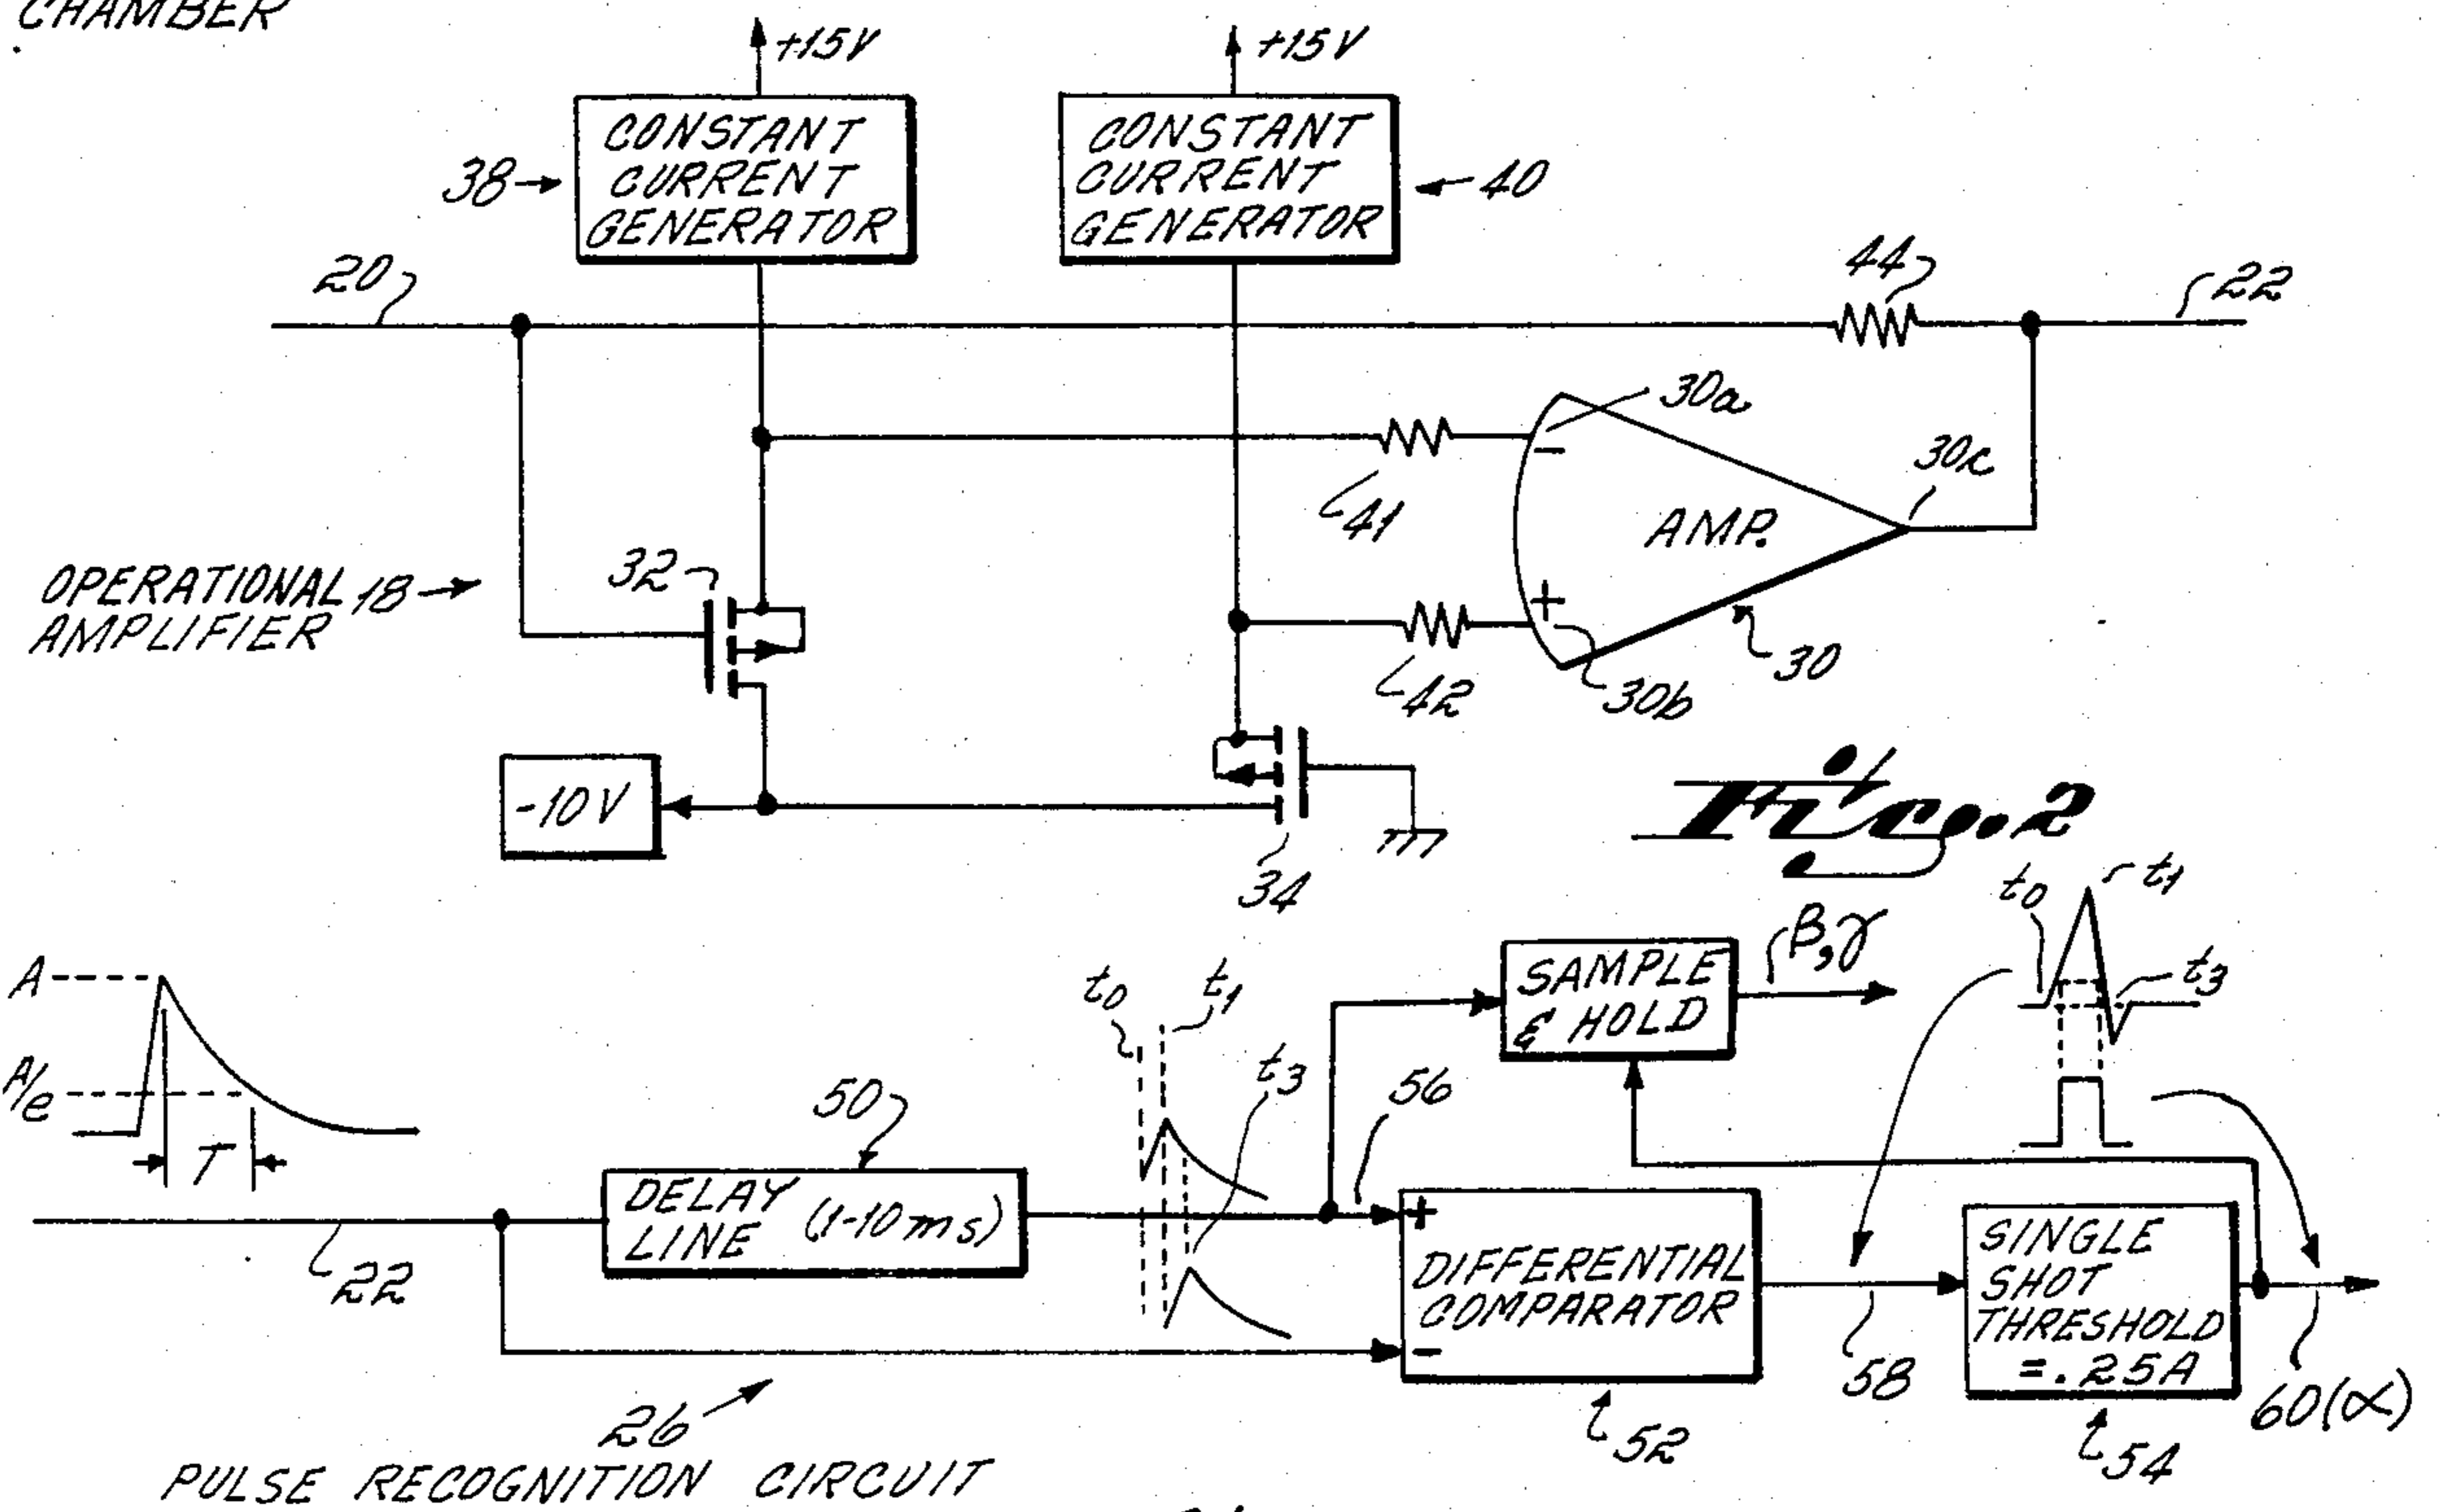 CHAMBER
+15V
+15V
CONSTANT
CURRENT
GENERATOR
CONSTANT
CURRENT
GENERATOR
38
40
20
44
22
30a
30c
41
AMP.
-
+
32
OPERATIONAL
AMPLIFIER
18
42
30b
30
-10V
34
Fig. 2
A
A/e
T
t0
t1
t3
SAMPLE
& HOLD
β,γ
t0
t1
t3
50
56
DELAY
LINE (1-10ms)
22
+
DIFFERENTIAL
COMPARATOR
-
SINGLE
SHOT
THRESHOLD
=.25A
58
60(α)
26
52
54
PULSE RECOGNITION CIRCUIT